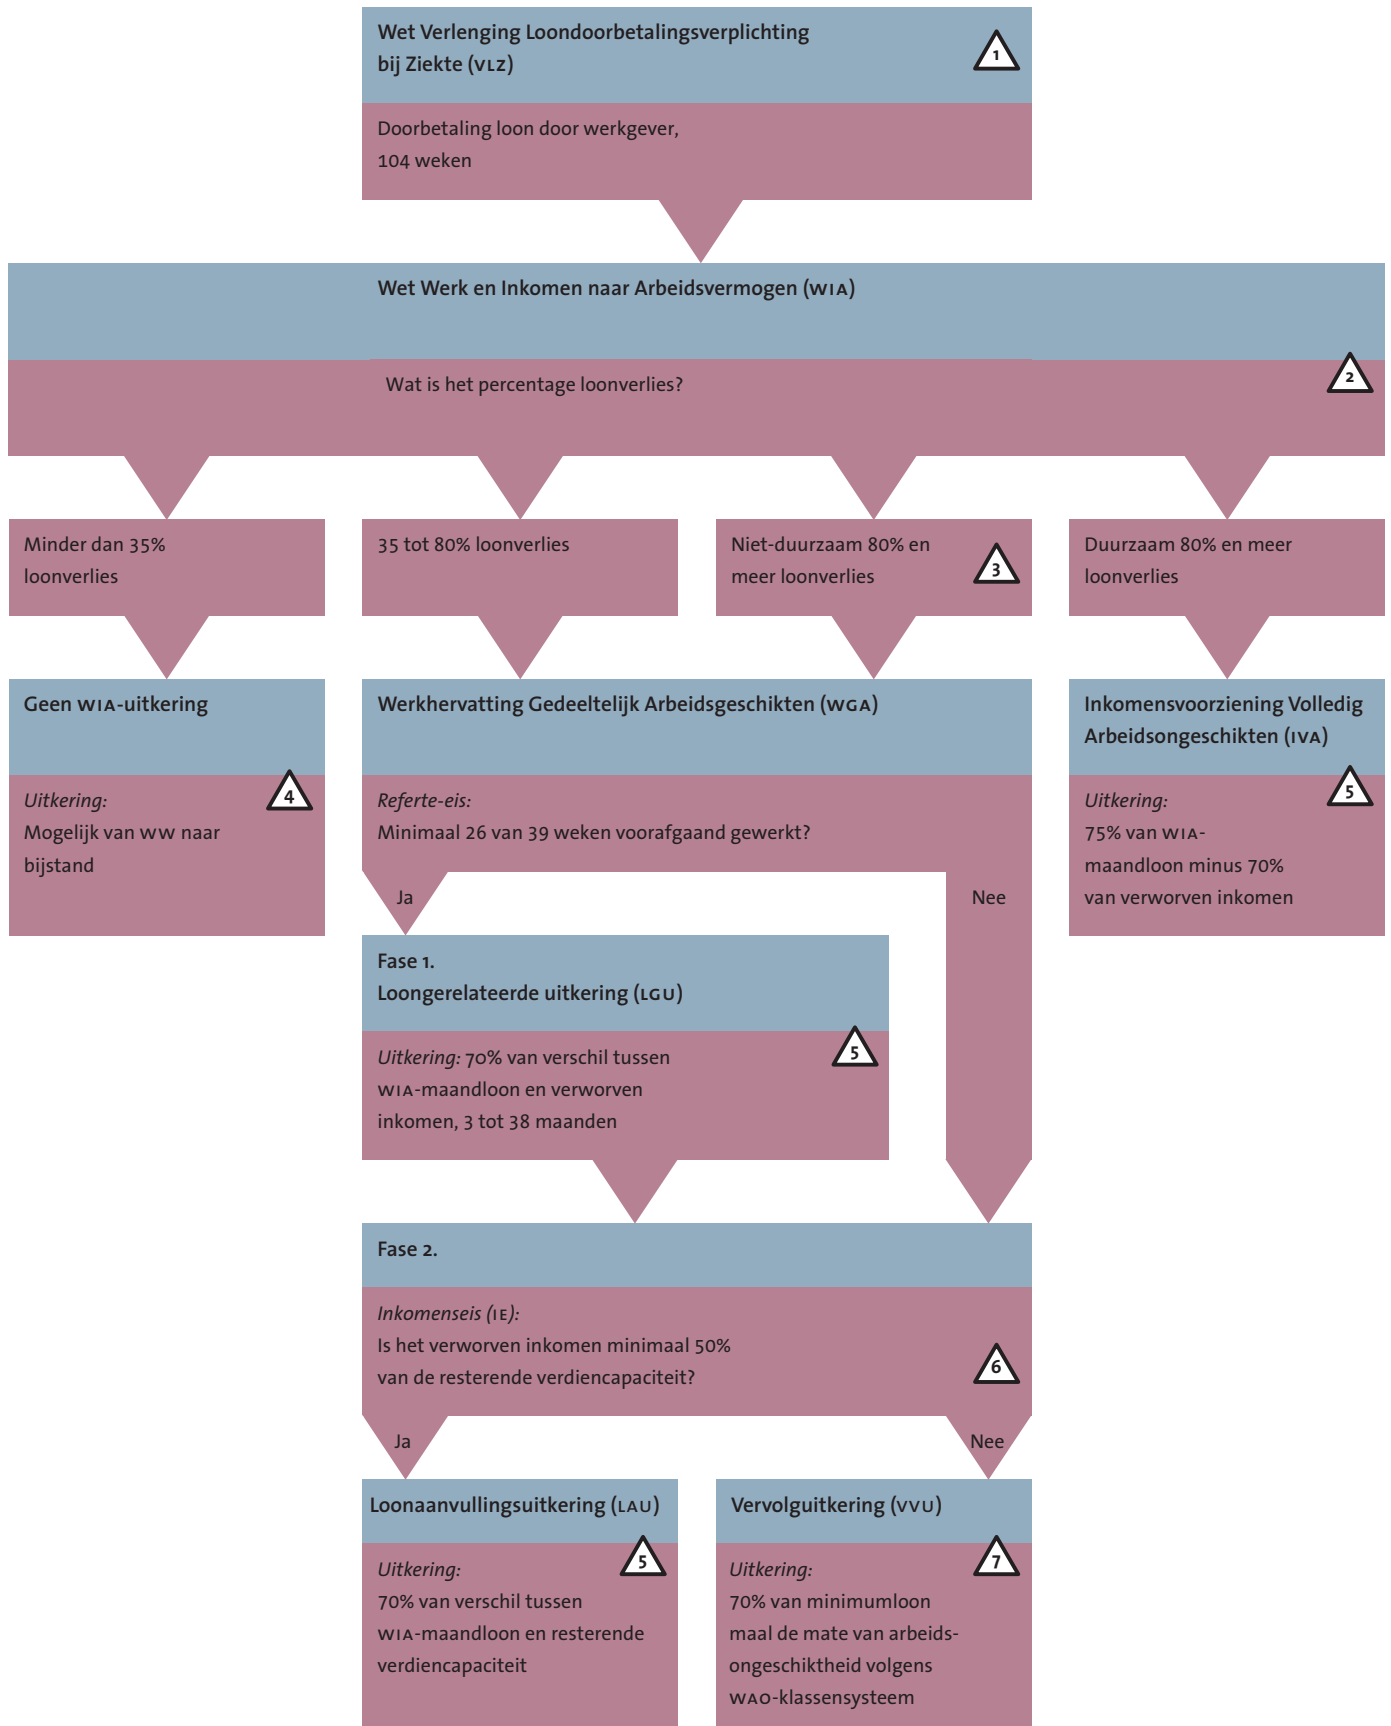 Wet Verlenging Loondoorbetalingsverplichting
bij Ziekte (VLZ)
1
Doorbetaling loon door werkgever,
104 weken
Wet Werk en Inkomen naar Arbeidsvermogen (WIA)
Wat is het percentage loonverlies?
2
Minder dan 35%
loonverlies
35 tot 80% loonverlies
Niet-duurzaam 80% en
meer loonverlies
3
Duurzaam 80% en meer
loonverlies
Geen WIA-uitkering
4
Uitkering:
Mogelijk van WW naar
bijstand
Werkhervatting Gedeeltelijk Arbeidsgeschikten (WGA)
Referte-eis:
Minimaal 26 van 39 weken voorafgaand gewerkt?
Ja
Nee
Inkomensvoorziening Volledig
Arbeidsongeschikten (IVA)
5
Uitkering:
75% van WIA-
maandloon minus 70%
van verworven inkomen
Fase 1.
Loongerelateerde uitkering (LGU)
5
Uitkering: 70% van verschil tussen
WIA-maandloon en verworven
inkomen, 3 tot 38 maanden
Fase 2.
Inkomenseis (IE):
Is het verworven inkomen minimaal 50%
van de resterende verdiencapaciteit?
6
Ja
Nee
Loonaanvullingsuitkering (LAU)
5
Uitkering:
70% van verschil tussen
WIA-maandloon en resterende
verdiencapaciteit
Vervolguitkering (VVU)
7
Uitkering:
70% van minimumloon
maal de mate van arbeids-
ongeschiktheid volgens
WAO-klassensysteem